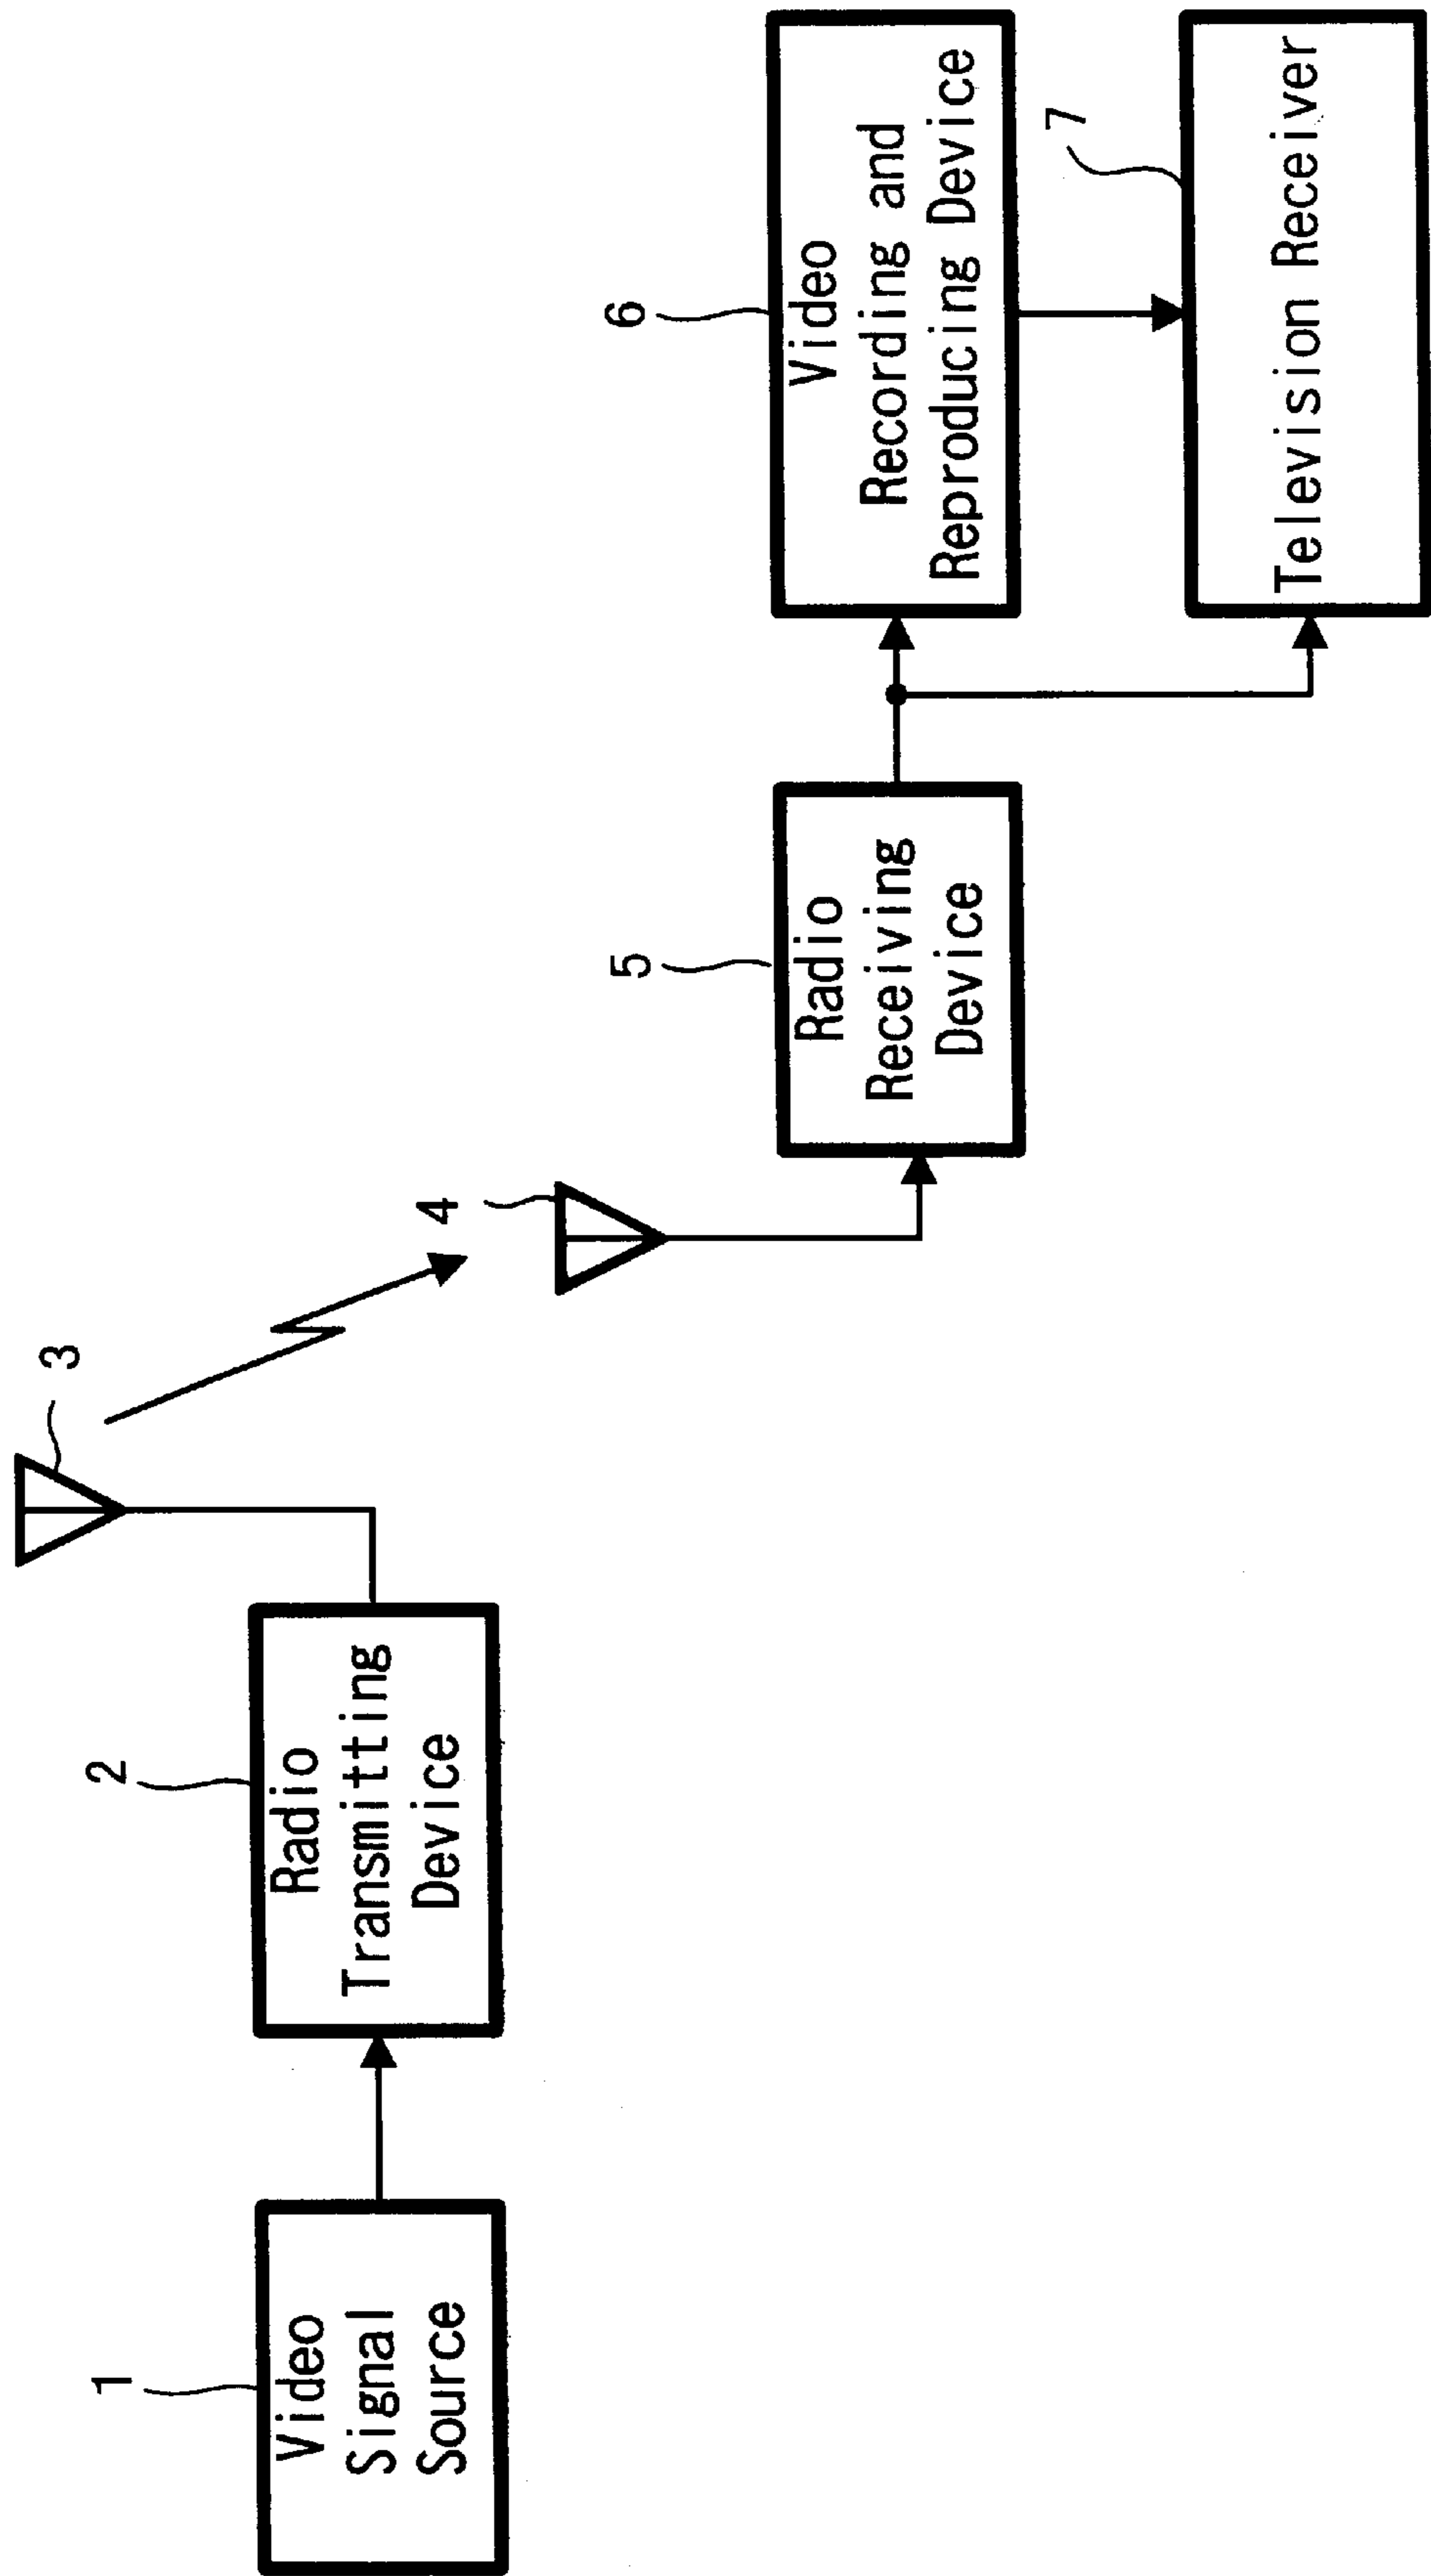 1
Video
Signal
Source
2
Radio
Transmitting
Device
3
4
5
Radio
Receiving
Device
6
Video
Recording and
Reproducing Device
7
Television Receiver